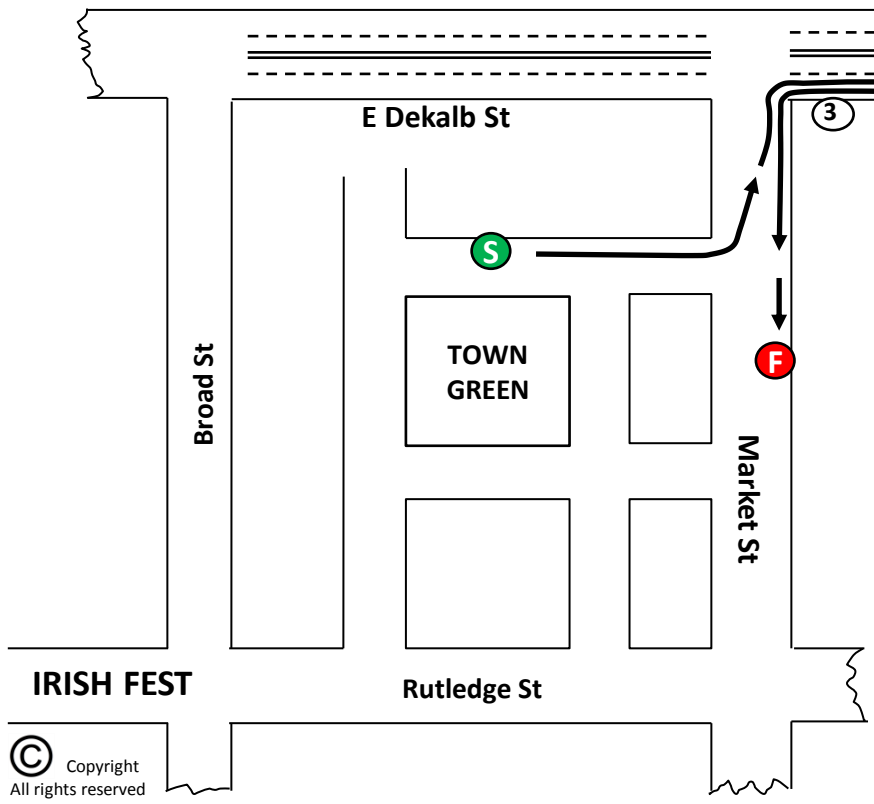 E Dekalb St
3
S
TOWN
GREEN
F
Broad St
Market St
IRISH FEST
Rutledge St
© Copyright
All rights reserved